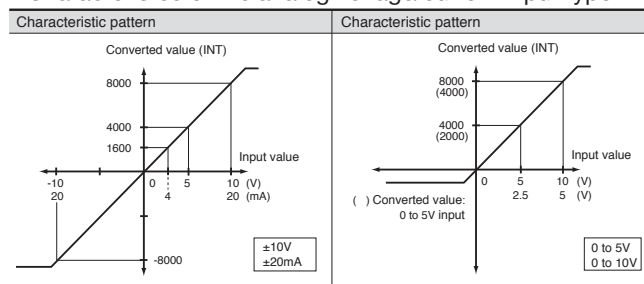 Characteristic pattern
Converted value (INT)
8000
4000
1600
Input value
-10 0 5 10 (V)
20 4 20 (mA)
-8000
±10V
±20mA
Characteristic pattern
Converted value (INT)
8000
(4000)
4000
(2000)
Input value
0 5 10 (V)
2.5 5 (V)
( ) Converted value:
0 to 5V input
0 to 5V
0 to 10V